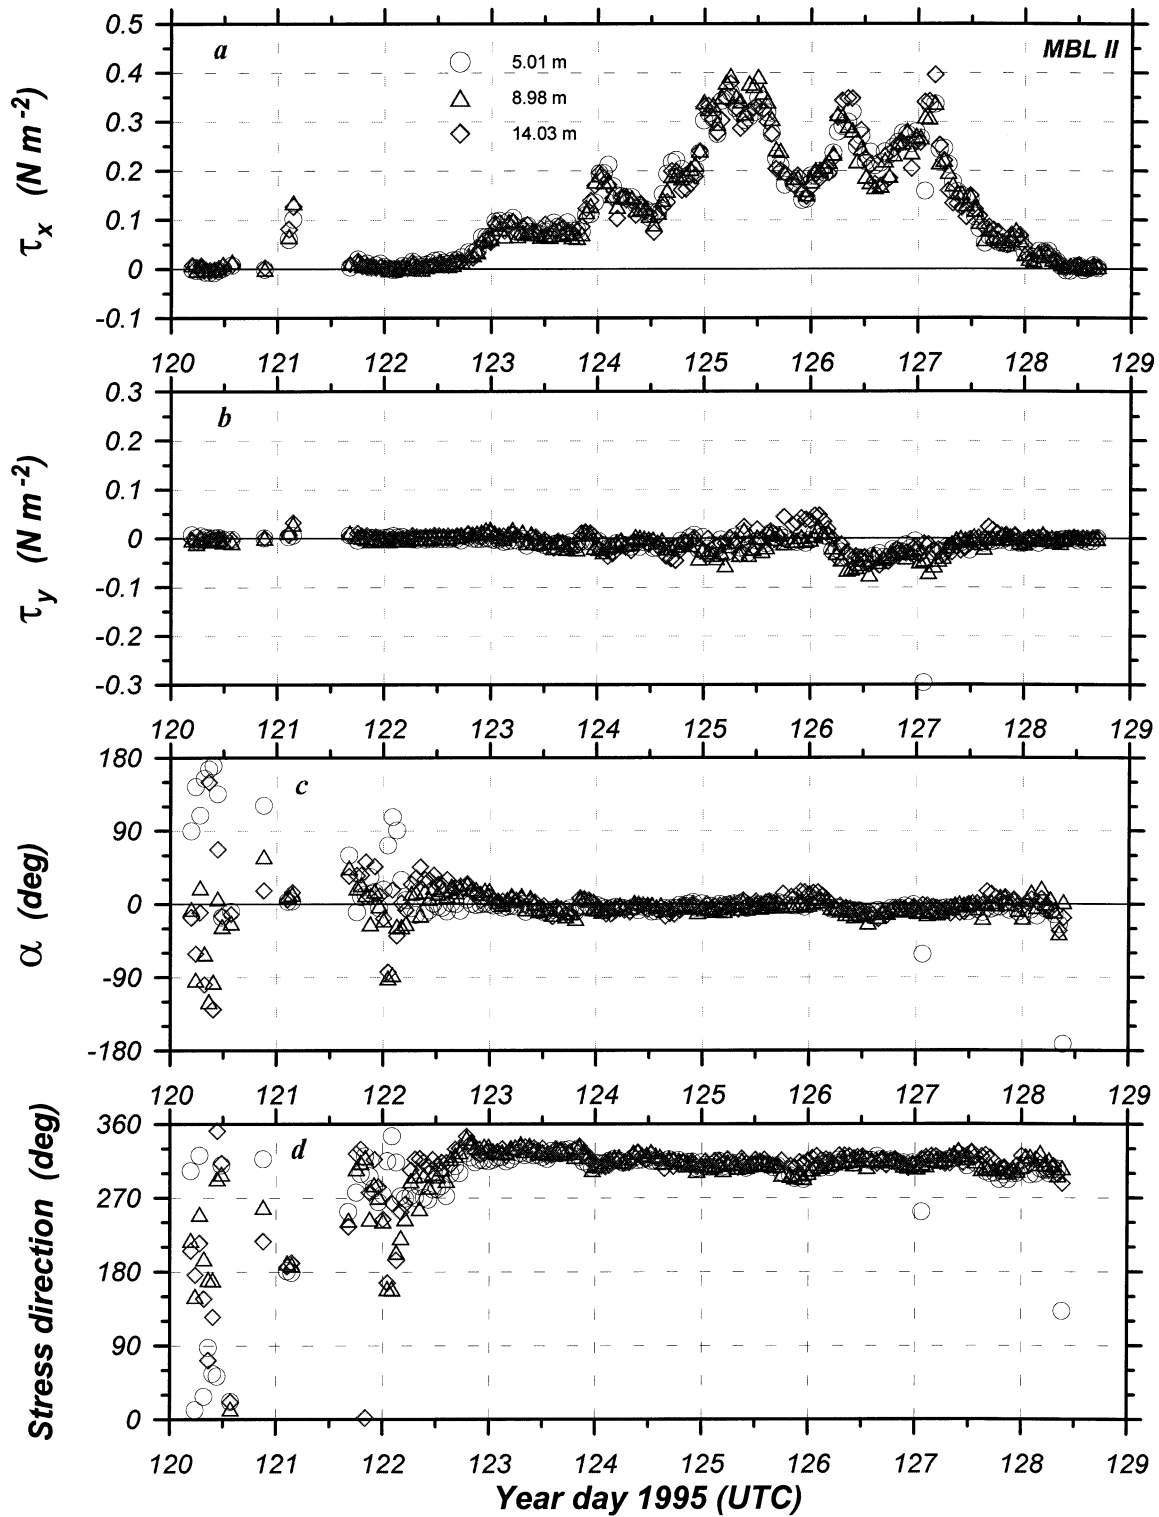 0.5
a
MBL II
5.01 m
0.4
8.98 m
14.03 m
0.3
0.2
0.1
0
-0.1
τx (N m-2)
120 121 122 123 124 125 126 127 128 129
0.3
b
0.2
0.1
0
-0.1
-0.2
-0.3
τy (N m-2)
120 121 122 123 124 125 126 127 128 129
180
c
90
0
-90
-180
α (deg)
120 121 122 123 124 125 126 127 128 129
360
d
270
180
90
0
Stress direction (deg)
120 121 122 123 124 125 126 127 128 129
Year day 1995 (UTC)